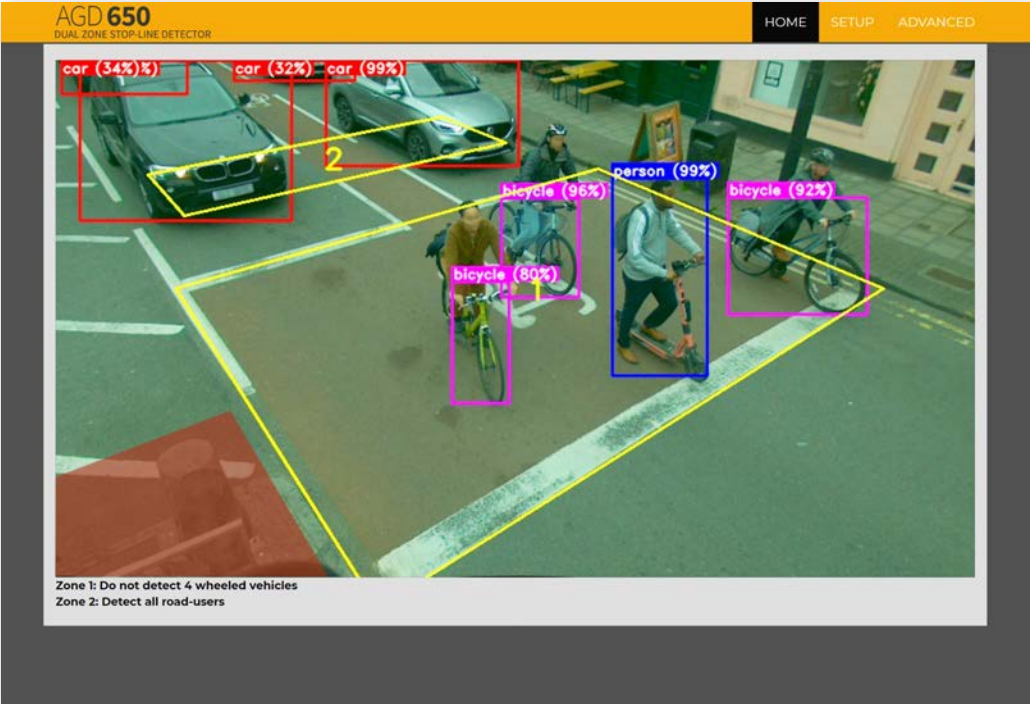 AGD 650
DUAL ZONE STOP-LINE DETECTOR
HOME SETUP ADVANCED
car (34%)%)
car (32%)
car (99%)
2
person (99%)
bicycle (96%)
bicycle (92%)
bicycle (80%)
1
Zone 1: Do not detect 4 wheeled vehicles
Zone 2: Detect all road-users